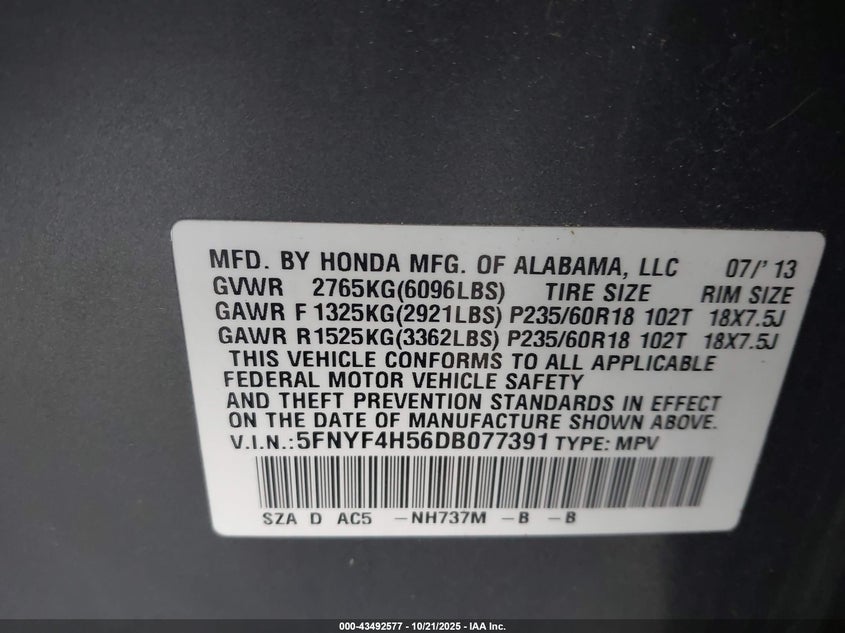 MFD. BY HONDA MFG. OF ALABAMA, LLC 07/'13
GVWR 2765KG(6096LBS) TIRE SIZE RIM SIZE
GAWR F 1325KG(2921LBS) P235/60R18 102T 18X7.5J
GAWR R 1525KG(3362LBS) P235/60R18 102T 18X7.5J
THIS VEHICLE CONFORMS TO ALL APPLICABLE
FEDERAL MOTOR VEHICLE SAFETY
AND THEFT PREVENTION STANDARDS IN EFFECT
ON THE DATE OF MANUFACTURE SHOWN ABOVE.
V.I.N.:5FNYF4H56DB077391 TYPE: MPV
SZA D AC5 -NH737M -B -B
000-43492577 - 10/21/2025 - IAA Inc.